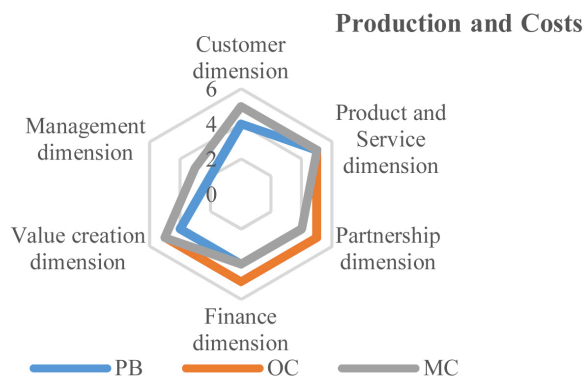 Production and Costs
Customer
dimension
6
4
2
0
Product and
Service
dimension
Management
dimension
Value creation
dimension
Partnership
dimension
Finance
dimension
PB
OC
MC